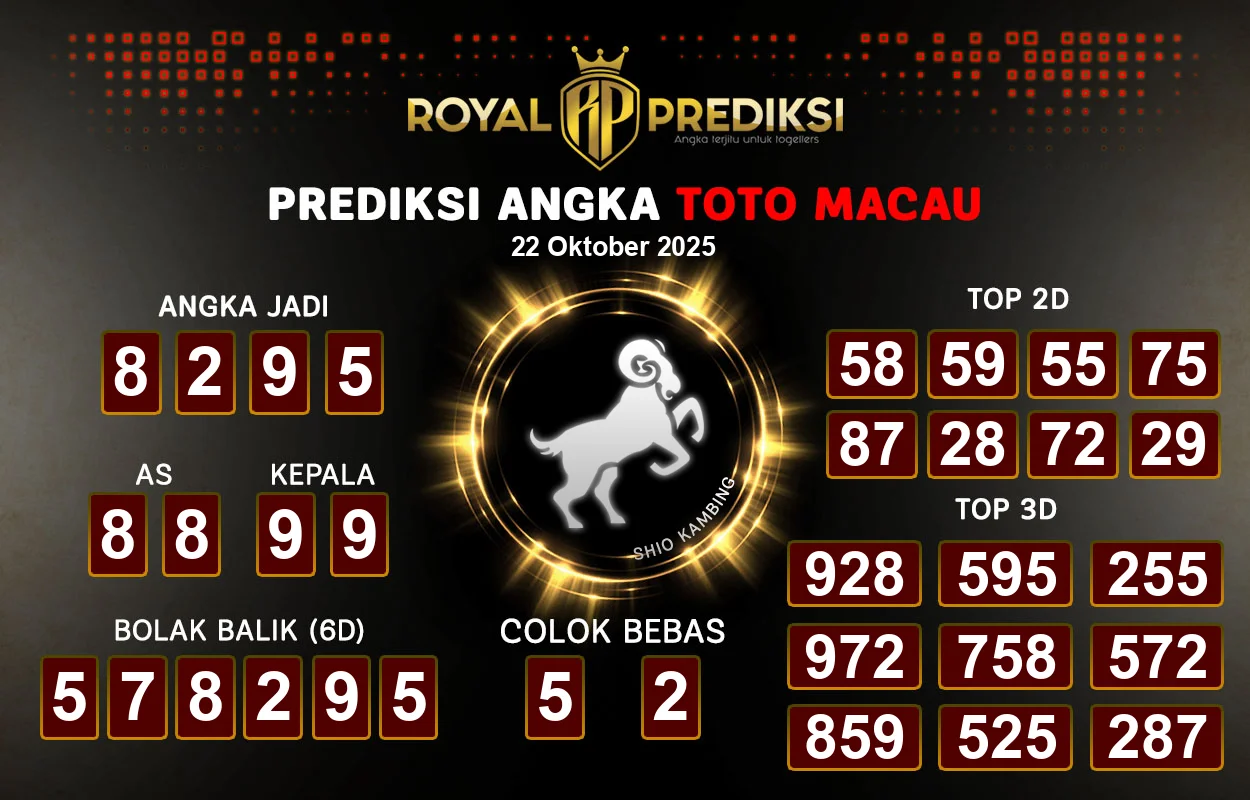 ROYAL RP PREDIKSI
Angka terjitu untuk togellers
PREDIKSI ANGKA TOTO MACAU
22 Oktober 2025
ANGKA JADI
8 2 9 5
AS
8 8
KEPALA
9 9
BOLAK BALIK (6D)
5 7 8 2 9 5
SHIO KAMBING
COLOK BEBAS
5 2
TOP 2D
58 59 55 75
87 28 72 29
TOP 3D
928 595 255
972 758 572
859 525 287